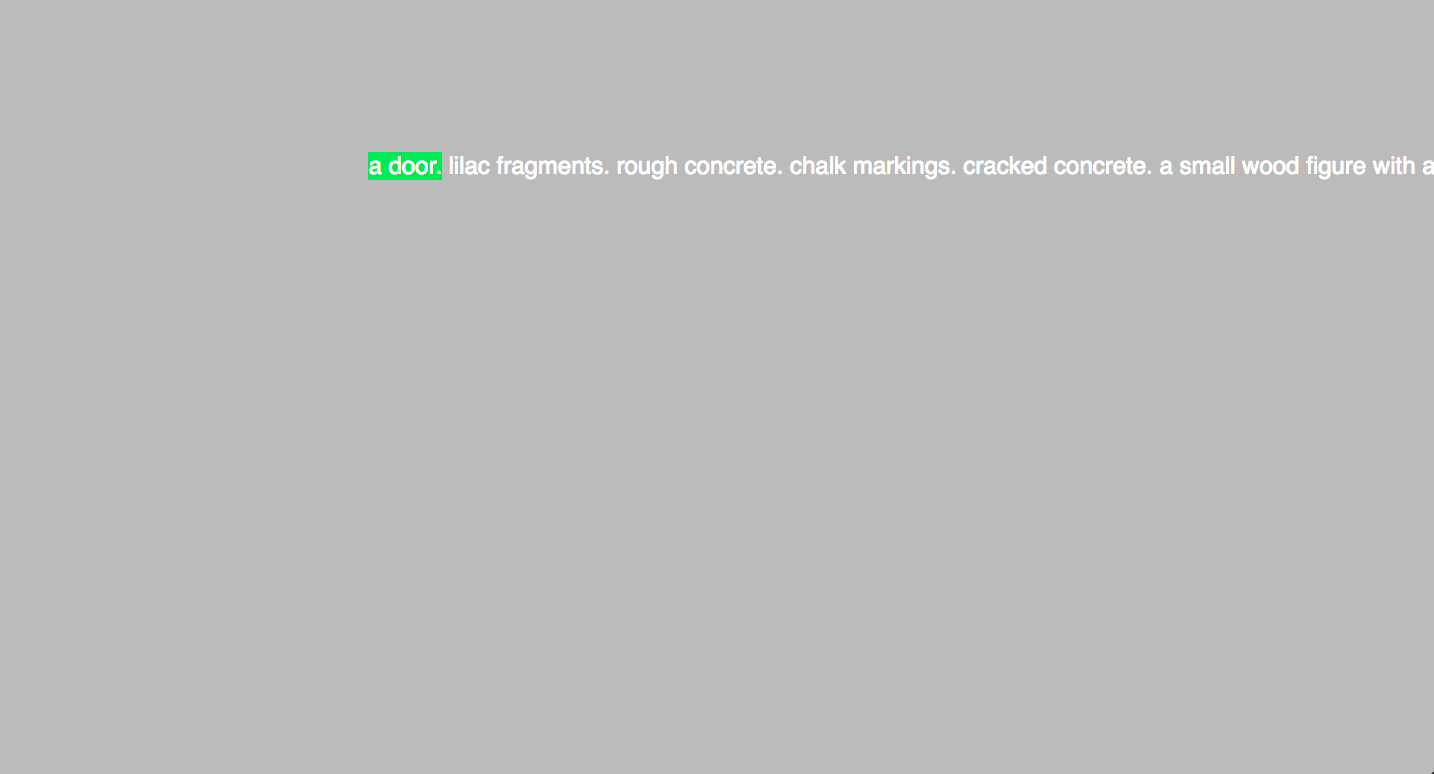 a door. lilac fragments. rough concrete. chalk markings. cracked concrete. a small wood figure with a